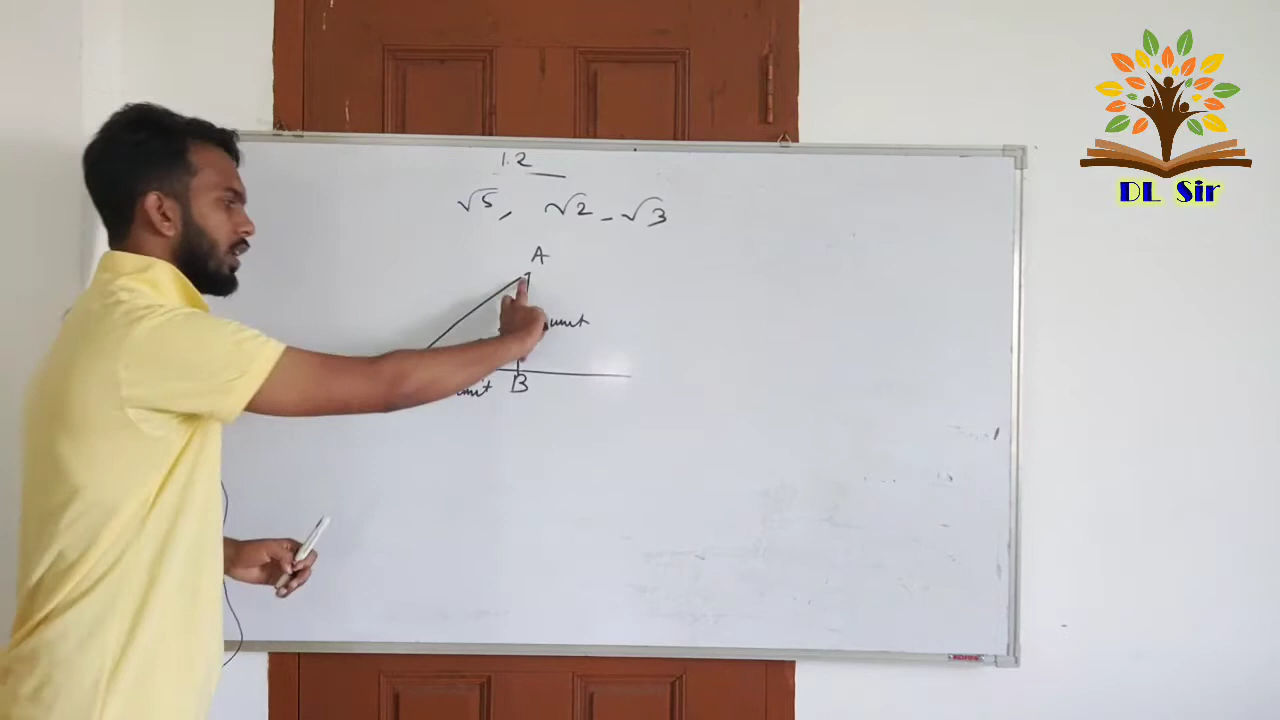 DL Sir
1.2
√5, √2 - √3
A
unit
unit B